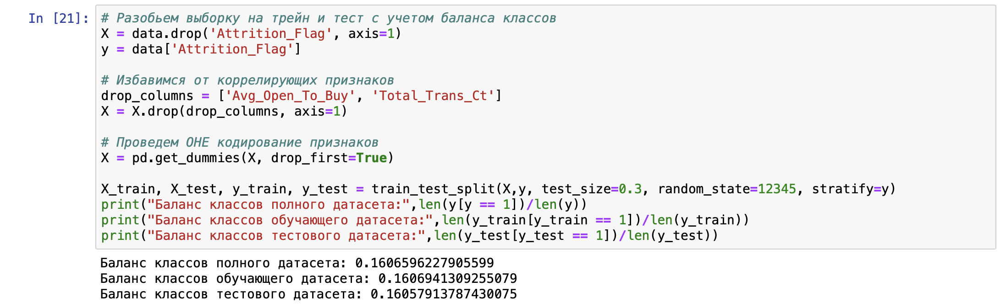 In [21]:
# Разобьем выборку на трейн и тест с учетом баланса классов
X = data.drop('Attrition_Flag', axis=1)
y = data['Attrition_Flag']
# Избавимся от коррелирующих признаков
drop_columns = ['Avg_Open_To_Buy', 'Total_Trans_Ct']
X = X.drop(drop_columns, axis=1)
# Проведем OHE кодирование признаков
X = pd.get_dummies(X, drop_first=True)
X_train, X_test, y_train, y_test = train_test_split(X,y, test_size=0.3, random_state=12345, stratify=y)
print("Баланс классов полного датасета:",len(y[y == 1])/len(y))
print("Баланс классов обучающего датасета:",len(y_train[y_train == 1])/len(y_train))
print("Баланс классов тестового датасета:",len(y_test[y_test == 1])/len(y_test))
Баланс классов полного датасета: 0.1606596227905599
Баланс классов обучающего датасета: 0.1606941309255079
Баланс классов тестового датасета: 0.16057913787430075